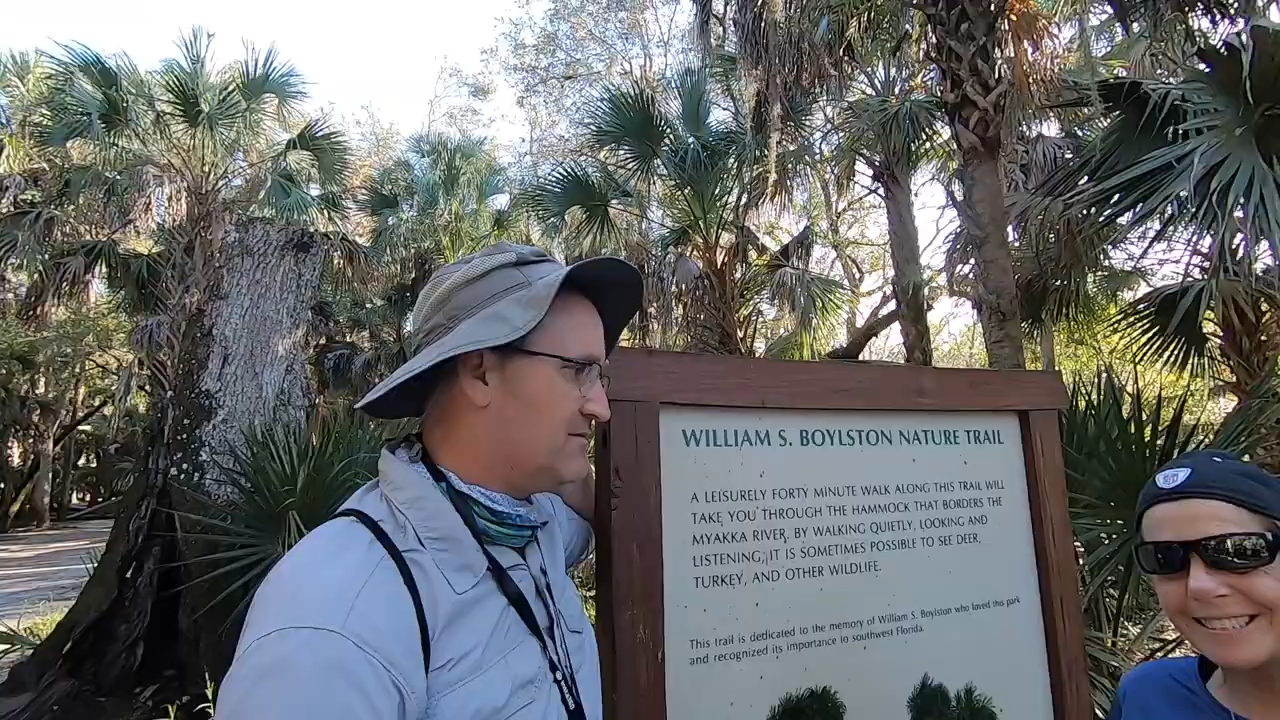 WILLIAM S. BOYLSTON NATURE TRAIL
A LEISURELY FORTY MINUTE WALK ALONG THIS TRAIL WILL
TAKE YOU THROUGH THE HAMMOCK THAT BORDERS THE
MYAKKA RIVER. BY WALKING QUIETLY, LOOKING AND
LISTENING, IT IS SOMETIMES POSSIBLE TO SEE DEER,
TURKEY, AND OTHER WILDLIFE.
This trail is dedicated to the memory of William S. Boylston who loved this park
and recognized its importance to southwest Florida.